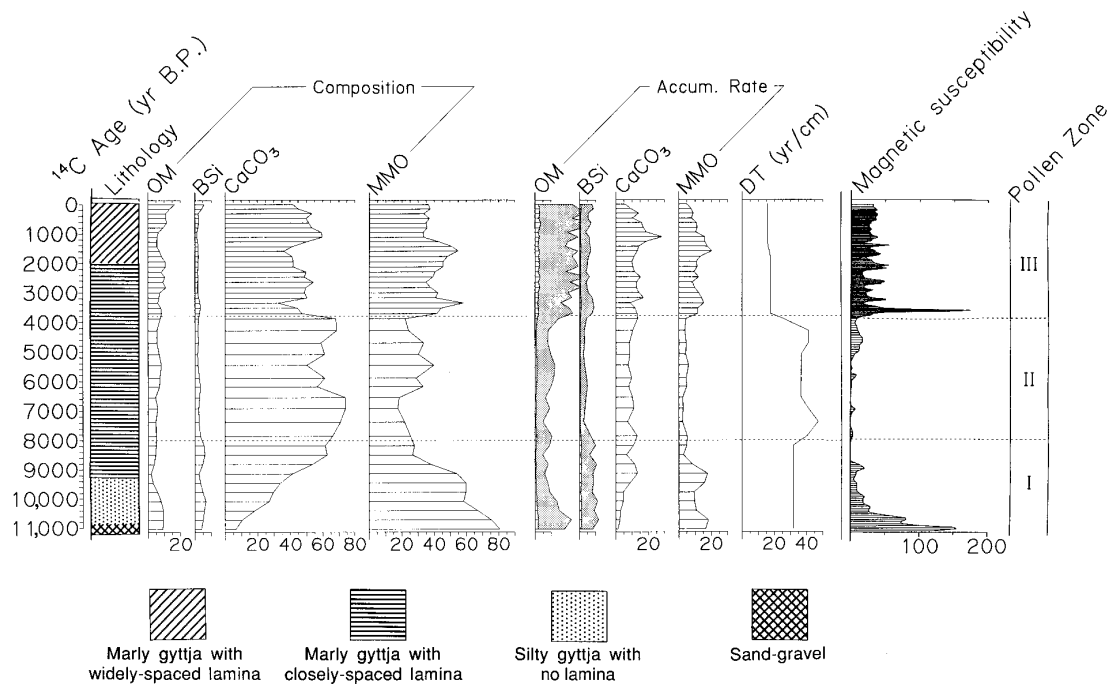 Composition
Accum. Rate
¹⁴C Age (yr B.P.)
Lithology
OM
BSi
CaCO₃
MMO
OM
BSi
CaCO₃
MMO
DT (yr/cm)
Magnetic susceptibility
Pollen Zone
0
1000
2000
3000
4000
5000
6000
7000
8000
9000
10,000
11,000
III
II
I
20
20 40 60 80
20 40 60 80
20
20
20 40
100 200
Marly gyttja with
widely-spaced lamina
Marly gyttja with
closely-spaced lamina
Silty gyttja with
no lamina
Sand-gravel